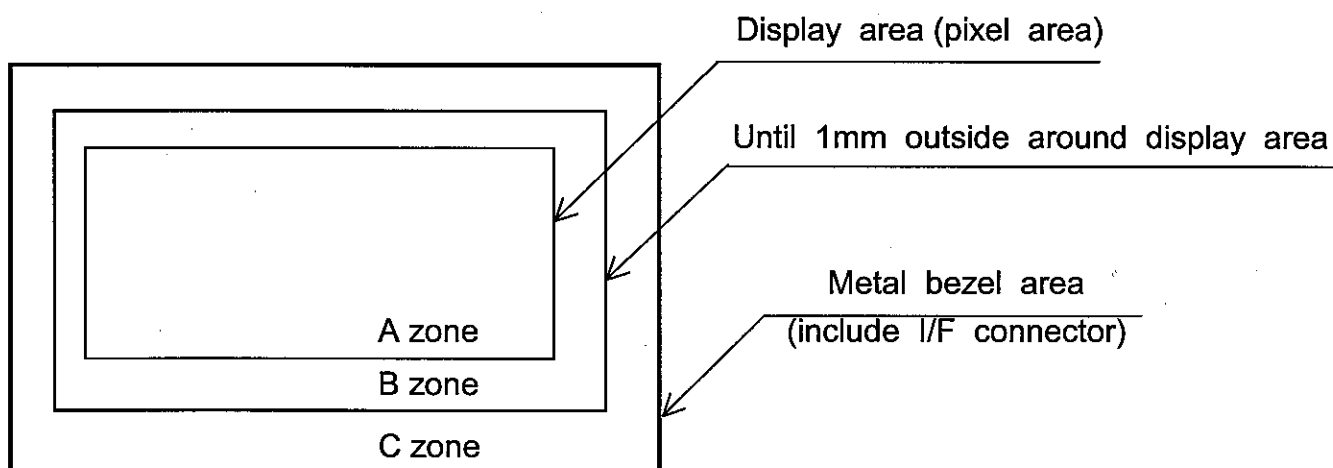 Display area (pixel area)
Until 1mm outside around display area
Metal bezel area
(include I/F connector)
A zone
B zone
C zone